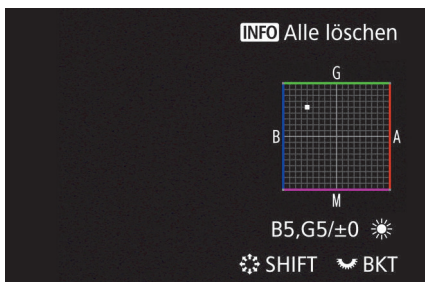 INFO Alle löschen
G
B A
M
B5,G5/±0
SHIFT BKT